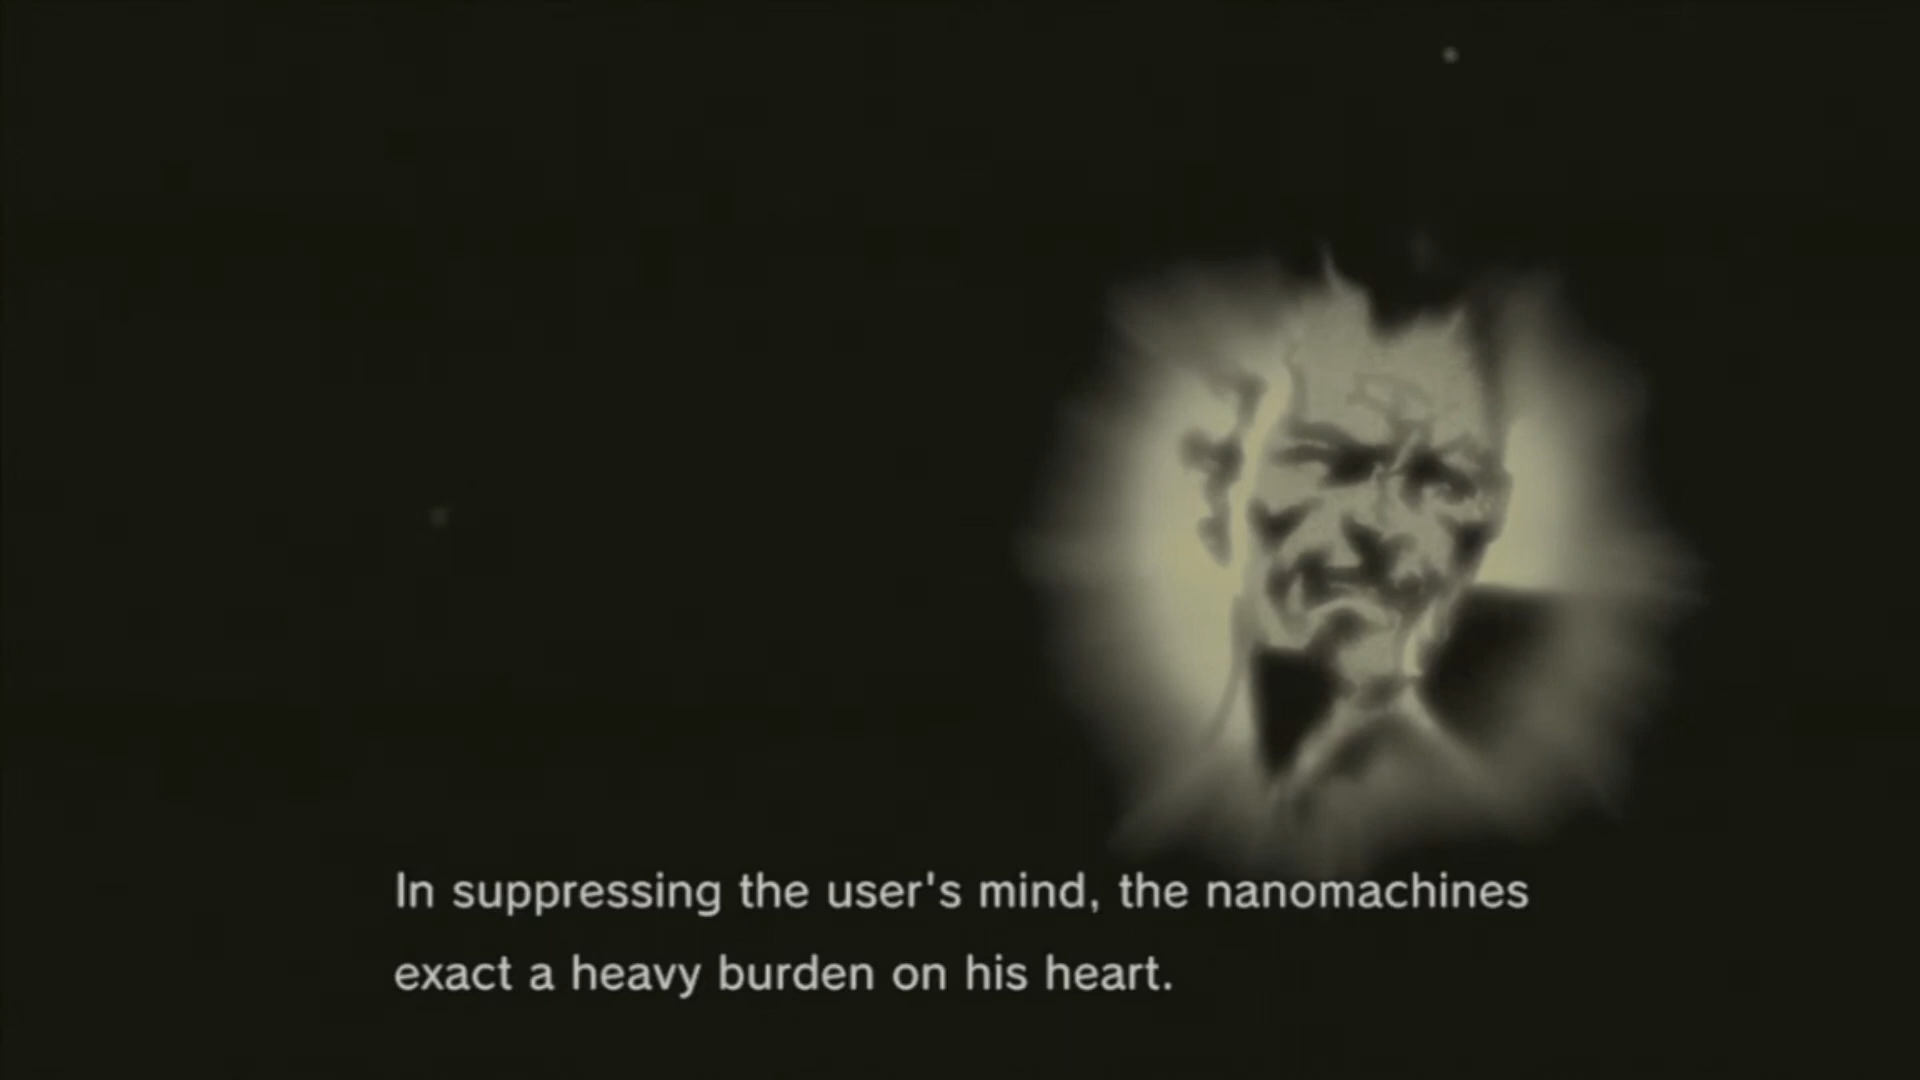 In suppressing the user's mind, the nanomachines
exact a heavy burden on his heart.